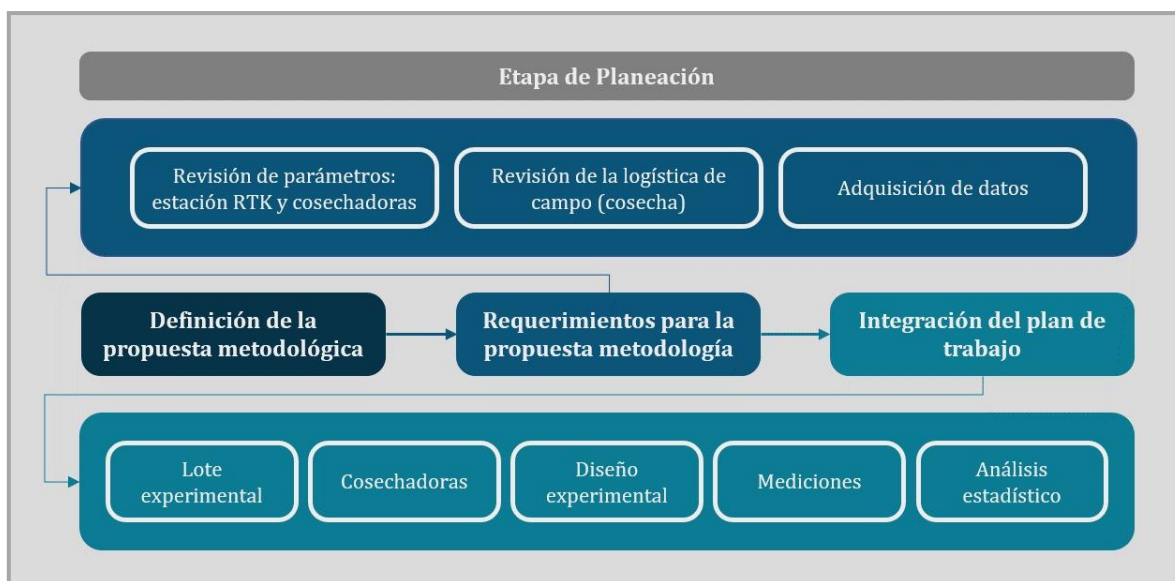 Etapa de Planeación
Revisión de parámetros:
estación RTK y cosechadoras
Revisión de la logística de
campo (cosecha)
Adquisición de datos
Definición de la
propuesta metodológica
Requerimientos para la
propuesta metodología
Integración del plan de
trabajo
Lote
experimental
Cosechadoras
Diseño
experimental
Mediciones
Análisis
estadístico